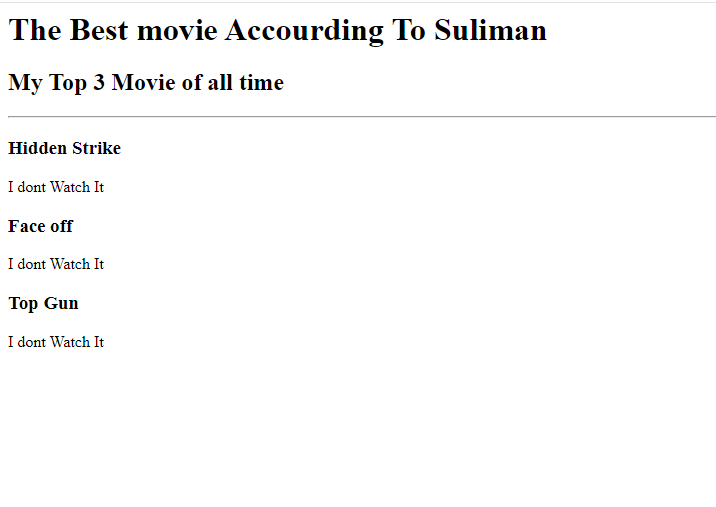 The Best movie Accourding To Suliman
My Top 3 Movie of all time
Hidden Strike
I dont Watch It
Face off
I dont Watch It
Top Gun
I dont Watch It